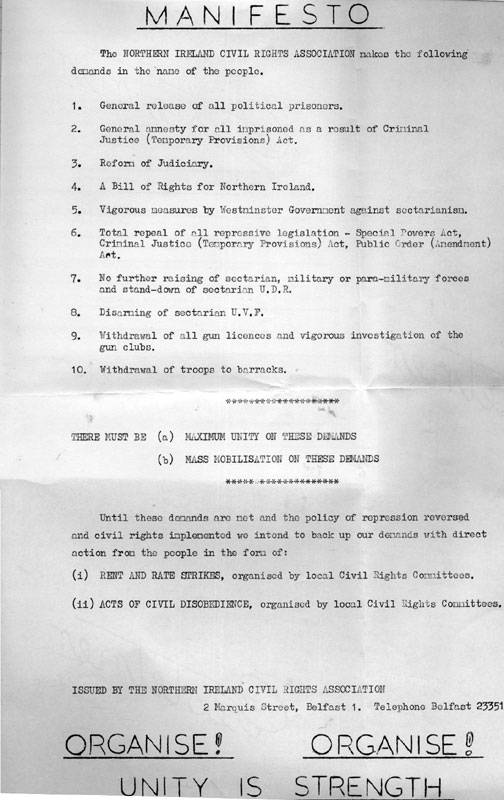 MANIFESTO
The NORTHERN IRELAND CIVIL RIGHTS ASSOCIATION makes the following
demands in the name of the people.
1. General release of all political prisoners.
2. General amnesty for all imprisoned as a result of Criminal
Justice (Temporary Provisions) Act.
3. Reform of Judiciary.
4. A Bill of Rights for Northern Ireland.
5. Vigorous measures by Westminster Government against sectarianism.
6. Total repeal of all repressive legislation - Special Powers Act,
Criminal Justice (Temporary Provisions) Act, Public Order (Amendment)
Act.
7. No further raising of sectarian, military or para-military forces
and stand-down of sectarian U.D.R.
8. Disarming of sectarian U.V.F.
9. Withdrawal of all gun licences and vigorous investigation of the
gun clubs.
10. Withdrawal of troops to barracks.
********************
THERE MUST BE (a) MAXIMUM UNITY ON THESE DEMANDS
(b) MASS MOBILISATION ON THESE DEMANDS
***** **************
Until these demands are met and the policy of repression reversed
and civil rights implemented we intend to back up our demands with direct
action from the people in the form of:
(i) RENT AND RATE STRIKES, organised by local Civil Rights Committees.
(ii) ACTS OF CIVIL DISOBEDIENCE, organised by local Civil Rights Committees.
ISSUED BY THE NORTHERN IRELAND CIVIL RIGHTS ASSOCIATION
2 Marquis Street, Belfast 1. Telephone Belfast 23351
ORGANISE! ORGANISE!
UNITY IS STRENGTH